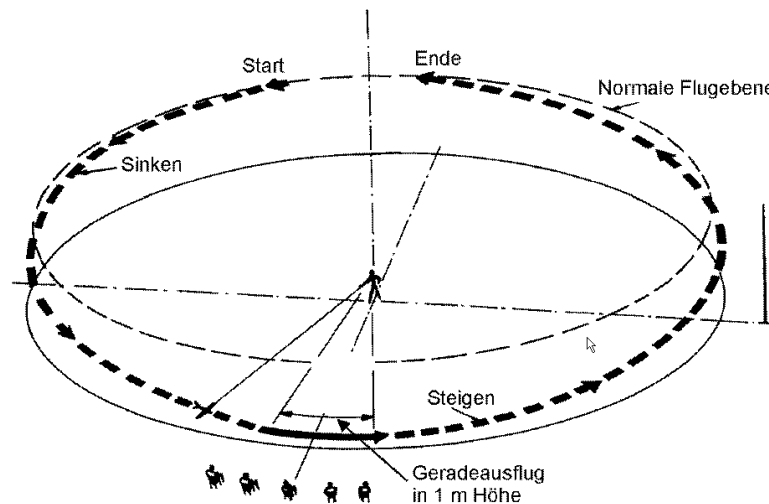 Start
Ende
Normale Flugebene
Sinken
Steigen
Geradeausflug
in 1 m Höhe